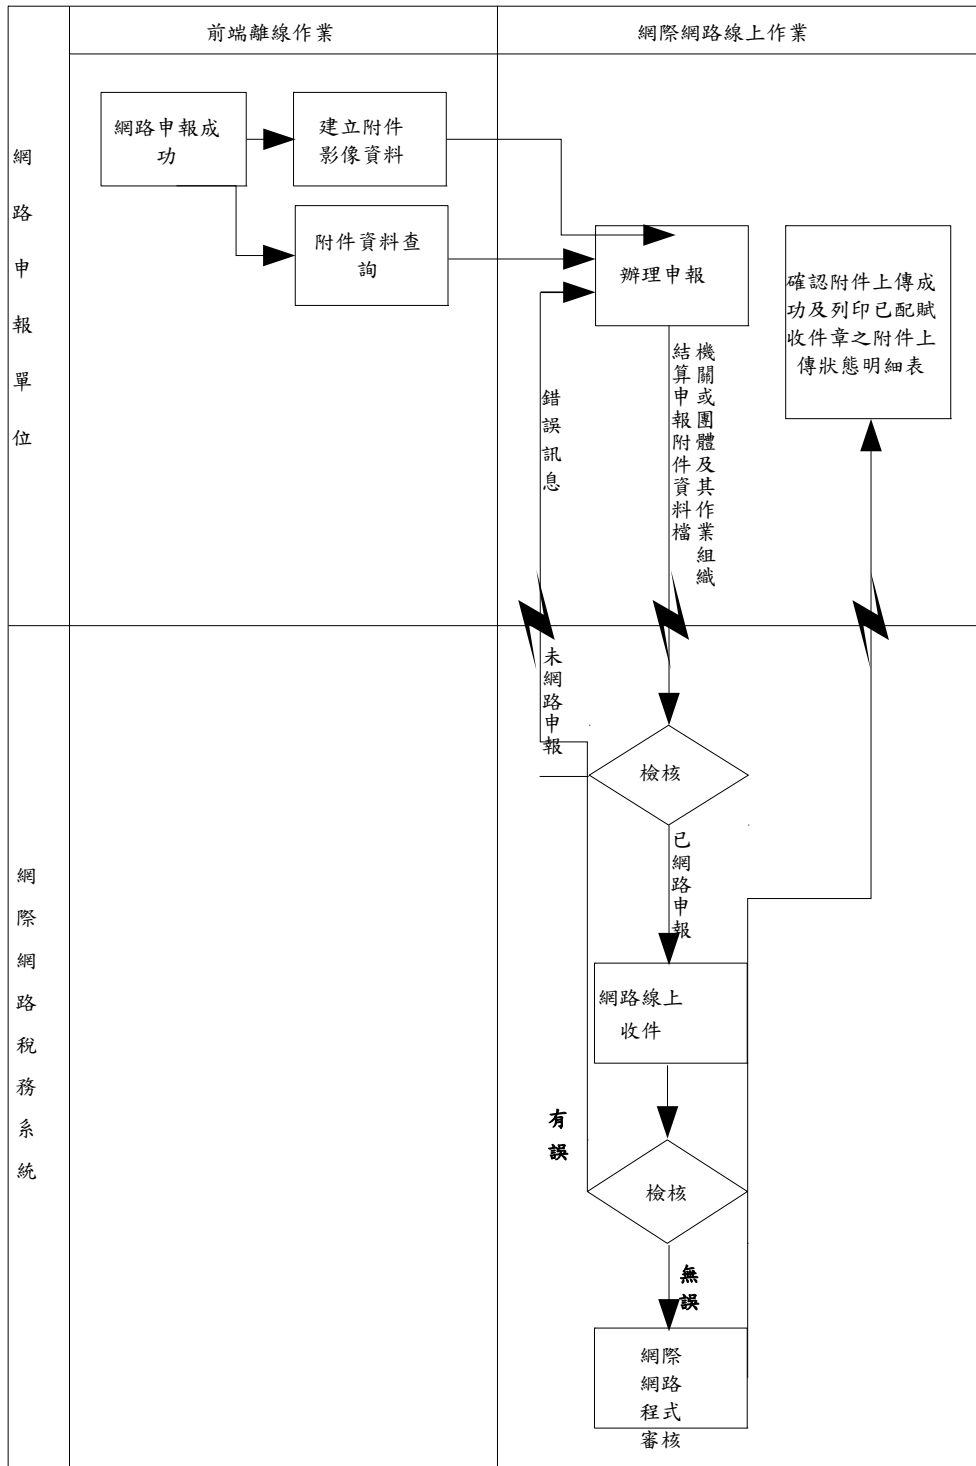 前端離線作業
網際網路線上作業
網路申報單位
網路申報成
功
建立附件
影像資料
附件資料查
詢
辦理申報
確認附件上傳成
功及列印已配賦
收件章之附件上
傳狀態明細表
機關或團體及其作業組織
結算申報附件資料檔
錯誤訊息
未網路申報
檢核
已網路申報
網際網路稅務系統
網路線上
收件
有誤
檢核
無誤
網際
網路
程式
審核